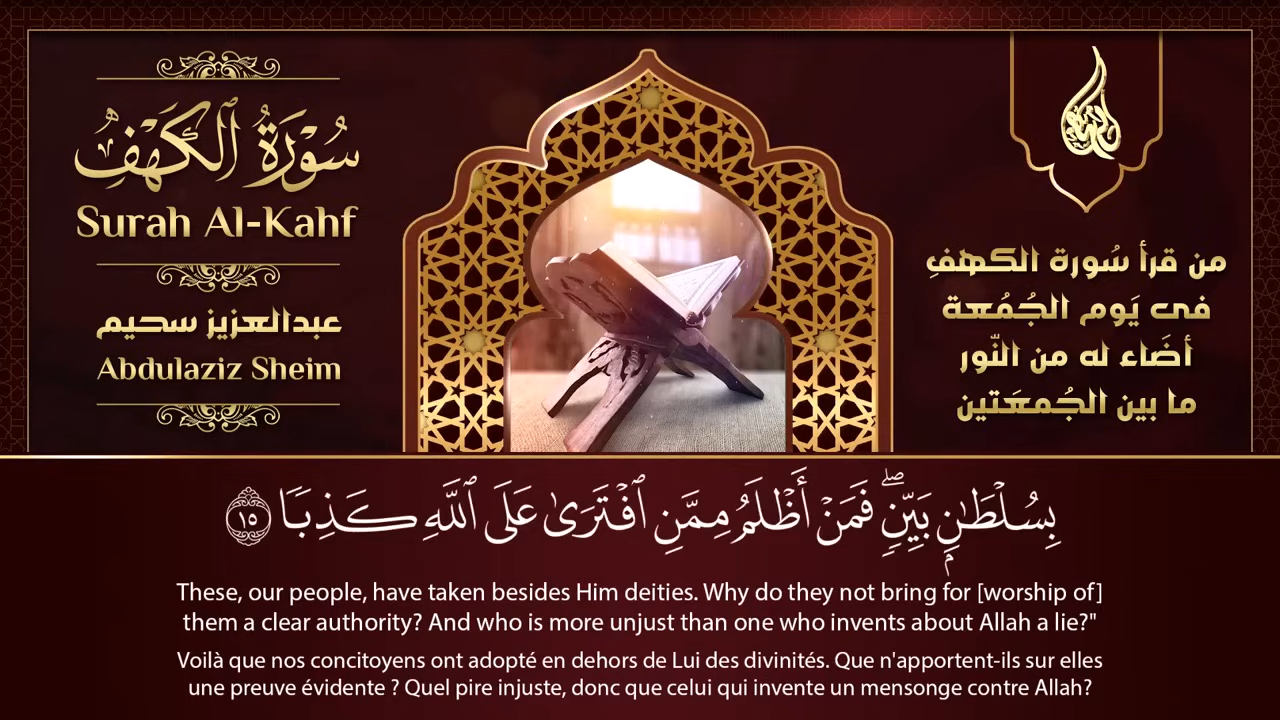 سُوْرَةُ ٱلْكَهْفِ
Surah Al-Kahf
عبدالعزيز سحيم
Abdulaziz Sheim
من قرأ سُورة الكهفِ
فى يَوم الجُمُعة
أضَاء له من النّور
ما بين الجُمعَتين
بِسُلْطَـٰنِۭ بَيِّنٍۖ فَمَنْ أَظْلَمُ مِمَّنِ ٱفْتَرَىٰ عَلَى ٱللَّهِ كَذِبًا ١٥
These, our people, have taken besides Him deities. Why do they not bring for [worship of]
them a clear authority? And who is more unjust than one who invents about Allah a lie?"
Voilà que nos concitoyens ont adopté en dehors de Lui des divinités. Que n'apportent-ils sur elles
une preuve évidente ? Quel pire injuste, donc que celui qui invente un mensonge contre Allah?